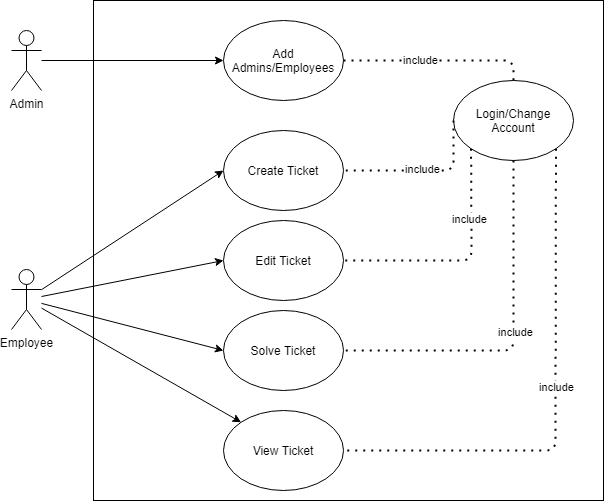 Add
Admins/Employees
include
Admin
Login/Change
Account
Create Ticket
include
include
Edit Ticket
Employee
Solve Ticket
include
include
View Ticket